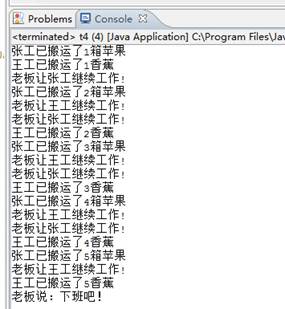 Problems Console
<terminated> t4 (4) [Java Application] C:\Program Files\Jav
张工已搬运了1箱苹果
王工已搬运了1香蕉
老板让张工继续工作！
张工已搬运了2箱苹果
老板让王工继续工作！
老板让张工继续工作！
王工已搬运了2香蕉
张工已搬运了3箱苹果
老板让王工继续工作！
王工已搬运了3香蕉
老板让张工继续工作！
张工已搬运了4箱苹果
老板让王工继续工作！
老板让张工继续工作！
王工已搬运了4香蕉
张工已搬运了5箱苹果
老板让王工继续工作！
王工已搬运了5香蕉
老板说：下班吧！